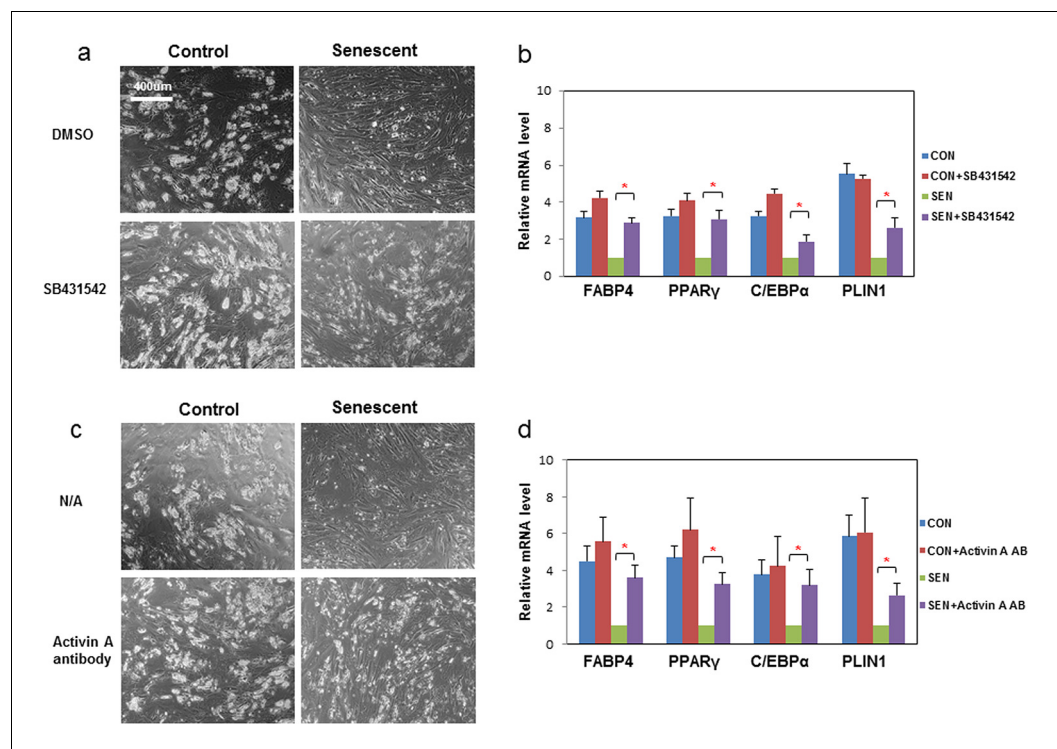 a
Control
Senescent
400um
DMSO
SB431542
b
Relative mRNA level
10
8
6
4
2
0
*
*
*
*
FABP4
PPARγ
C/EBPα
PLIN1
CON
CON+SB431542
SEN
SEN+SB431542
c
Control
Senescent
N/A
Activin A
antibody
d
Relative mRNA level
10
8
6
4
2
0
*
*
*
*
FABP4
PPARγ
C/EBPα
PLIN1
CON
CON+Activin A AB
SEN
SEN+Activin A AB